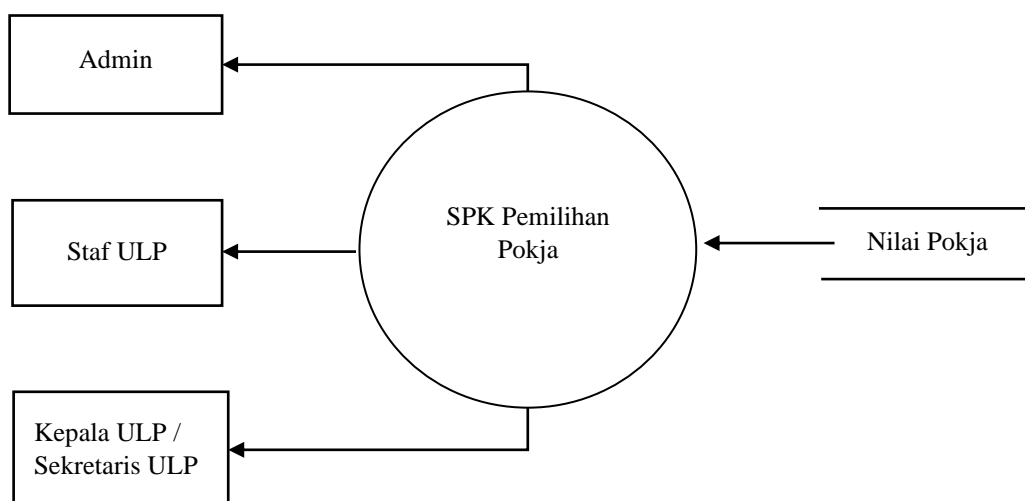 Admin
SPK Pemilihan
Pokja
Staf ULP
Nilai Pokja
Kepala ULP /
Sekretaris ULP